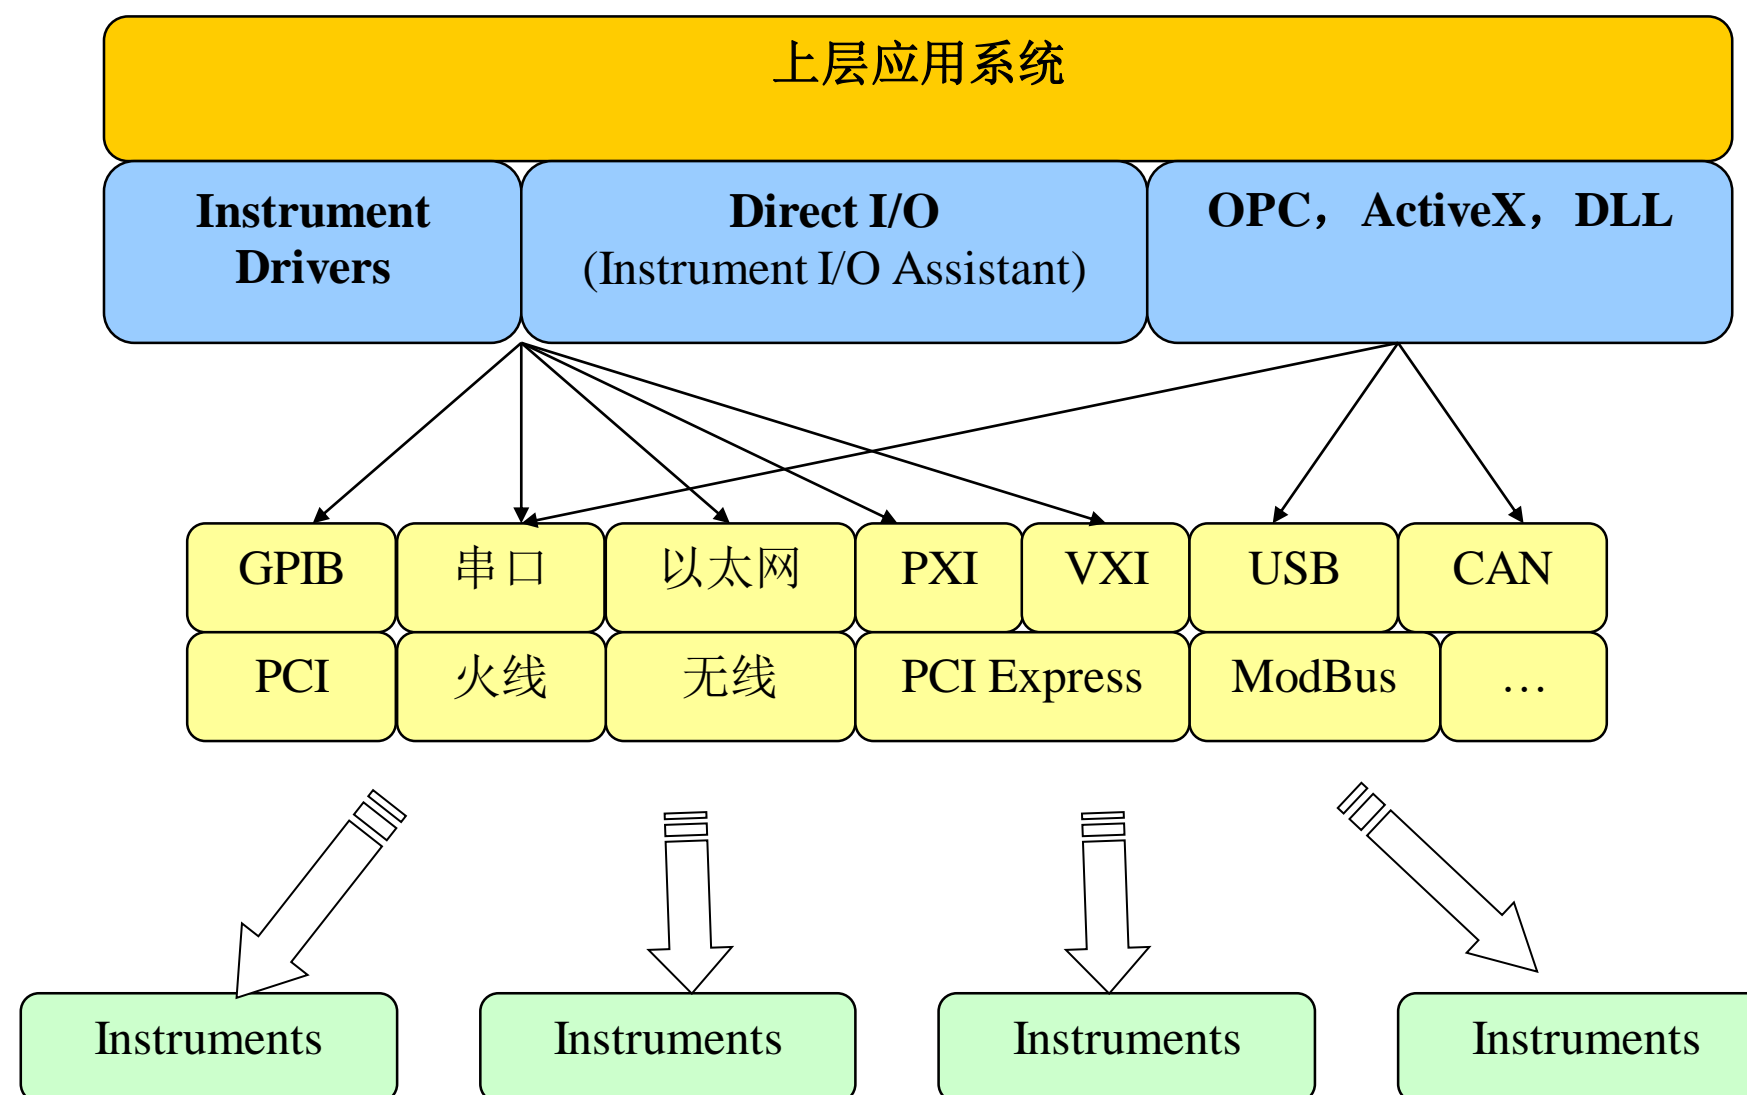 上层应用系统
Instrument
Drivers
Direct I/O
(Instrument I/O Assistant)
OPC，ActiveX，DLL
GPIB
串口
以太网
PXI
VXI
USB
CAN
PCI
火线
无线
PCI Express
ModBus
…
Instruments
Instruments
Instruments
Instruments